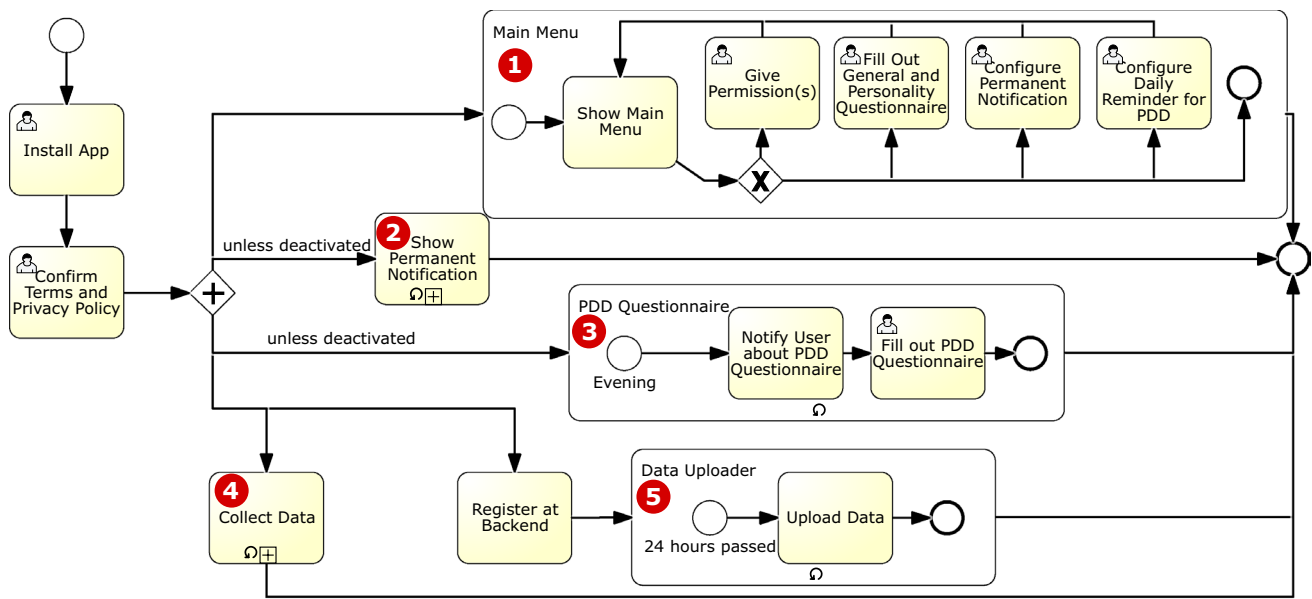 Main Menu
1
Install App
Confirm
Terms and
Privacy Policy
Show Main
Menu
Give
Permission(s)
Fill Out
General and
Personality
Questionnaire
Configure
Permanent
Notification
Configure
Daily
Reminder for
PDD
X
+
unless deactivated
2
Show
Permanent
Notification
unless deactivated
PDD Questionnaire
3
Evening
Notify User
about PDD
Questionnaire
Fill out PDD
Questionnaire
4
Collect Data
Register at
Backend
Data Uploader
5
24 hours passed
Upload Data